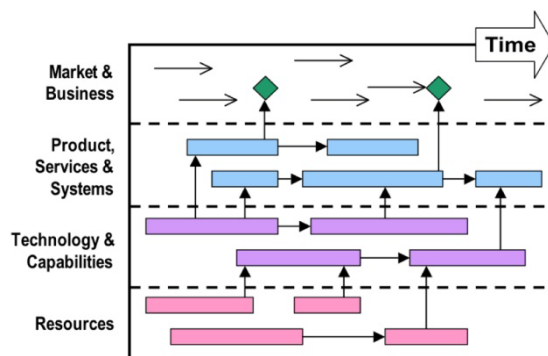 Time
Market &
Business
Product,
Services &
Systems
Technology &
Capabilities
Resources